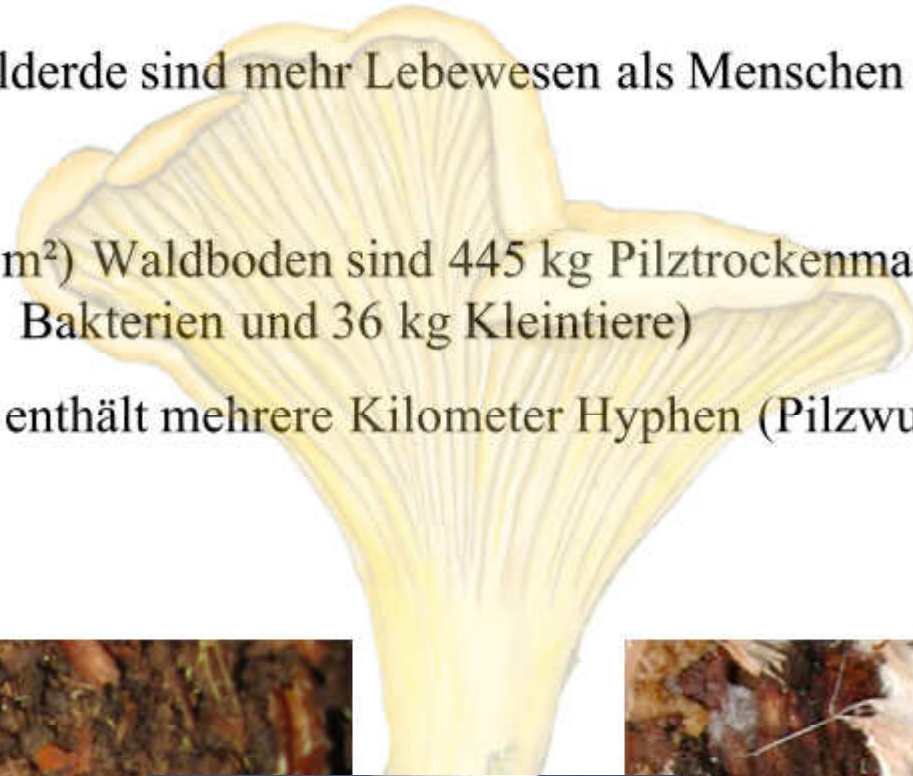 lderde sind mehr Lebewesen als Menschen
m²) Waldboden sind 445 kg Pilztrockenma
Bakterien und 36 kg Kleintiere)
enthält mehrere Kilometer Hyphen (Pilzwu